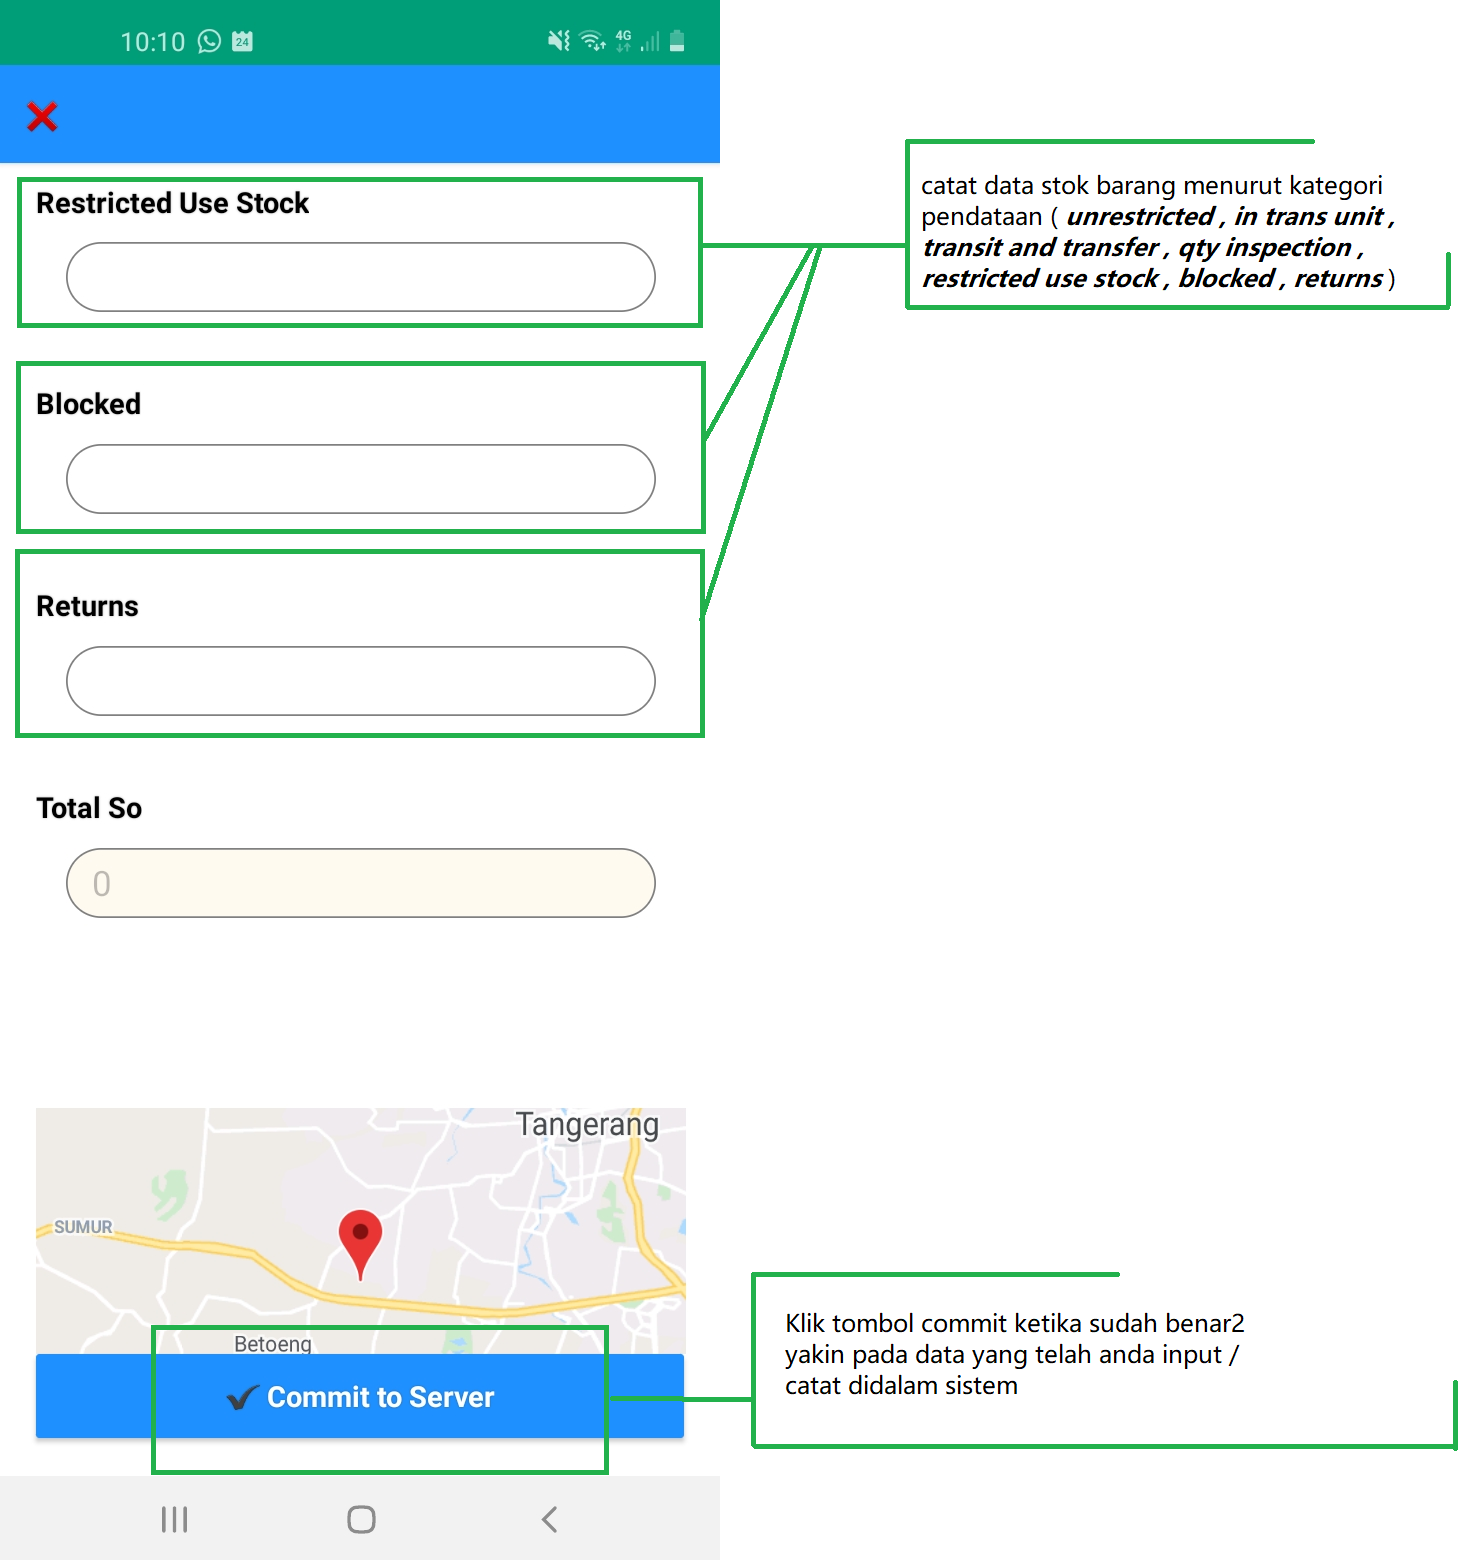 10:10 24 4G
Restricted Use Stock
Blocked
Returns
Total So
0
Tangerang
SUMUR
Betoeng
Commit to Server
catat data stok barang menurut kategori
pendataan ( unrestricted , in trans unit ,
transit and transfer , qty inspection ,
restricted use stock , blocked , returns )
Klik tombol commit ketika sudah benar2
yakin pada data yang telah anda input /
catat didalam sistem